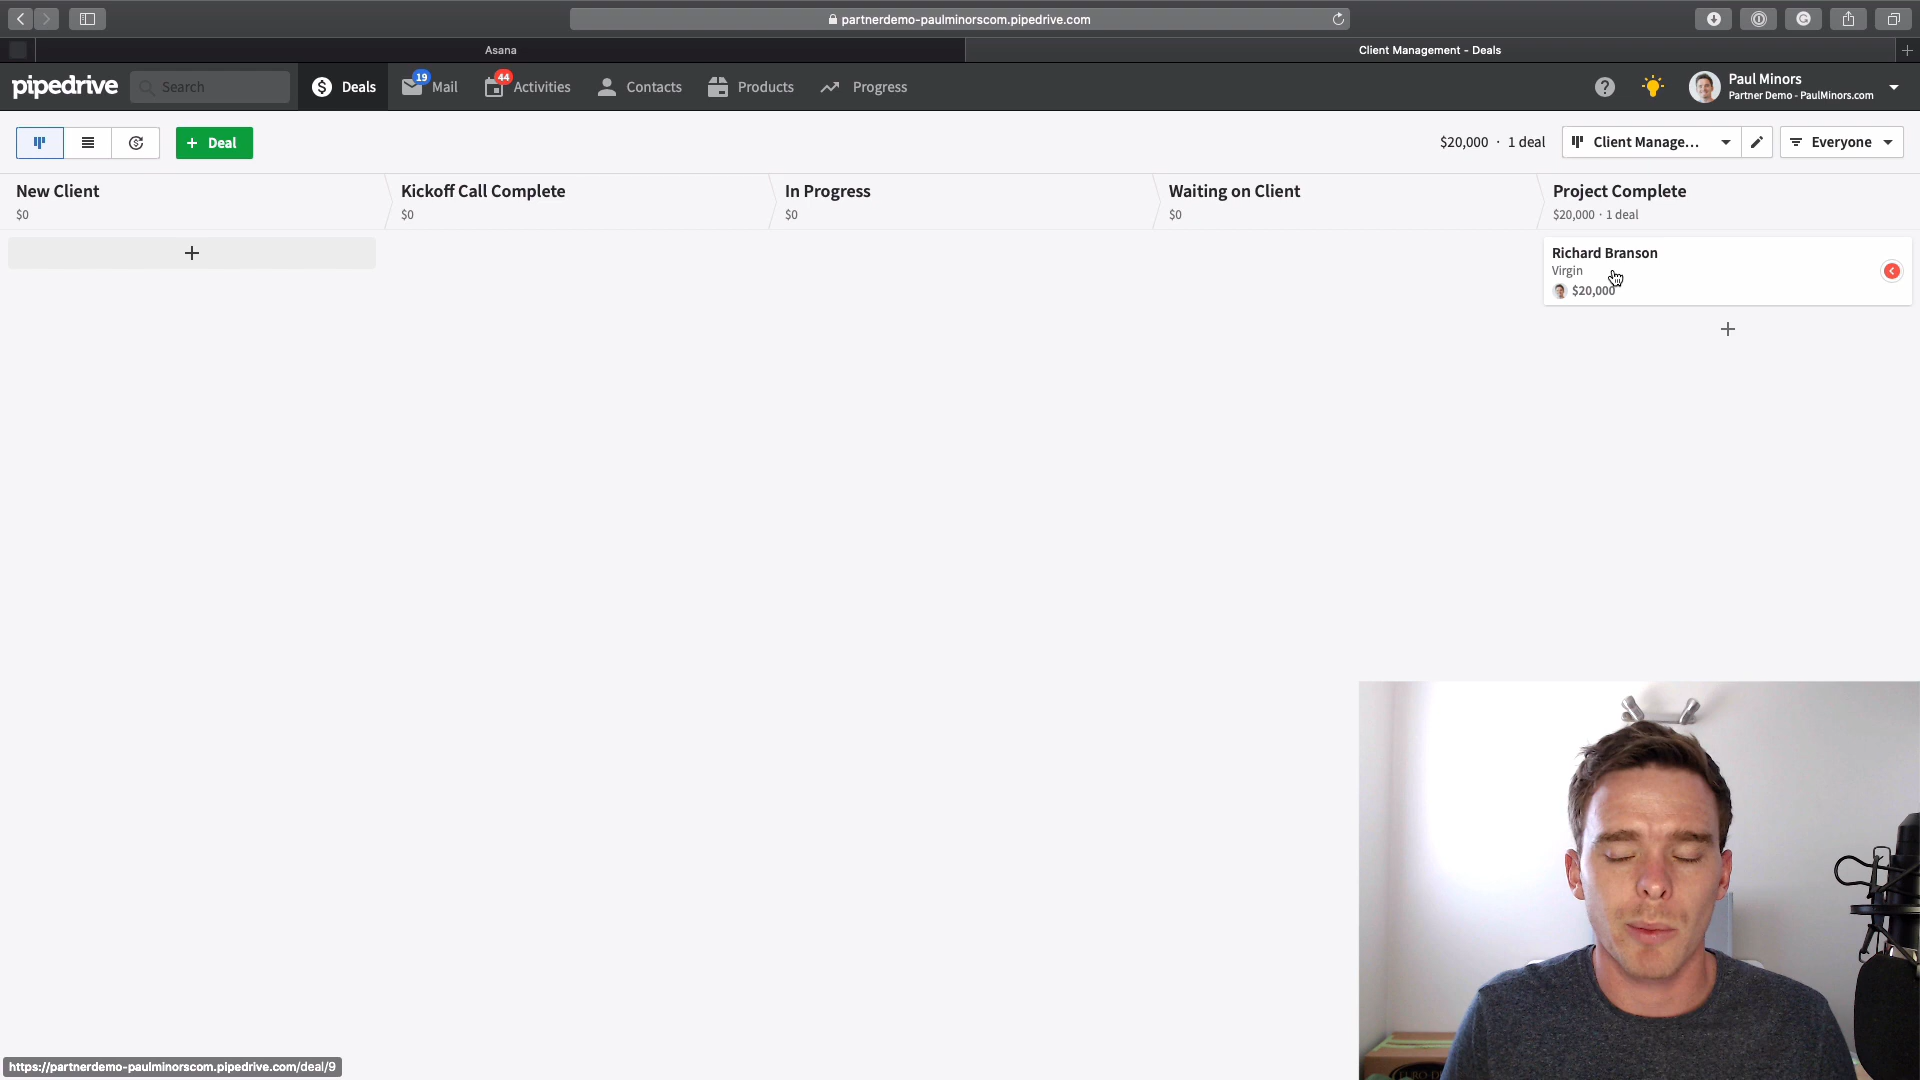 partnerdemo-paulminorscom.pipedrive.com
Asana
Client Management - Deals
pipedrive
Search
Deals
19
Mail
44
Activities
Contacts
Products
Progress
Paul Minors
Partner Demo - PaulMinors.com
+ Deal
$20,000 · 1 deal
Client Manage...
Everyone
New Client
$0
Kickoff Call Complete
$0
In Progress
$0
Waiting on Client
$0
Project Complete
$20,000 · 1 deal
Richard Branson
Virgin
$20,000
https://partnerdemo-paulminorscom.pipedrive.com/deal/9